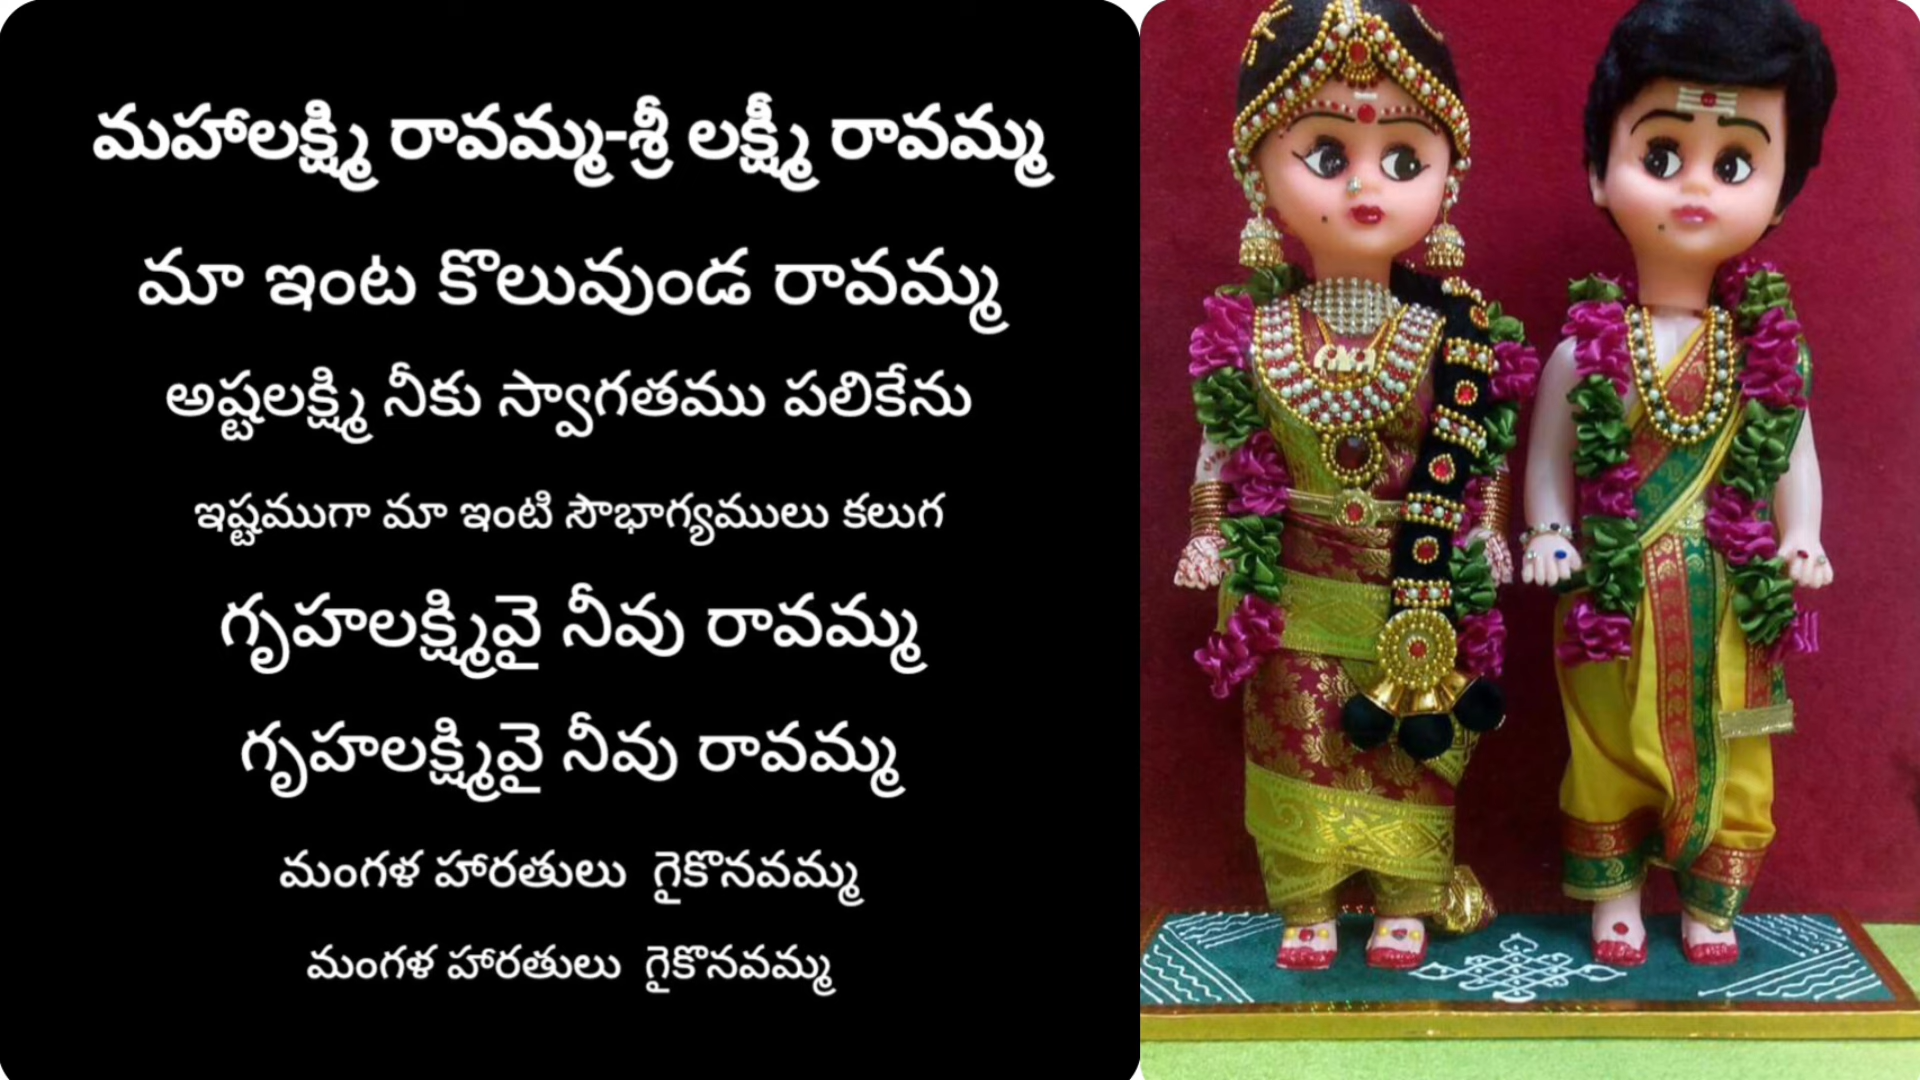 మహాలక్ష్మి రావమ్మ-శ్రీ లక్ష్మీ రావమ్మ
మా ఇంట కొలువుండ రావమ్మ
అష్టలక్ష్మి నీకు స్వాగతము పలికేను
ఇష్టముగా మా ఇంటి సౌభాగ్యములు కలుగ
గృహలక్ష్మివై నీవు రావమ్మ
గృహలక్ష్మివై నీవు రావమ్మ
మంగళ హారతులు గైకొనవమ్మ
మంగళ హారతులు గైకొనవమ్మ